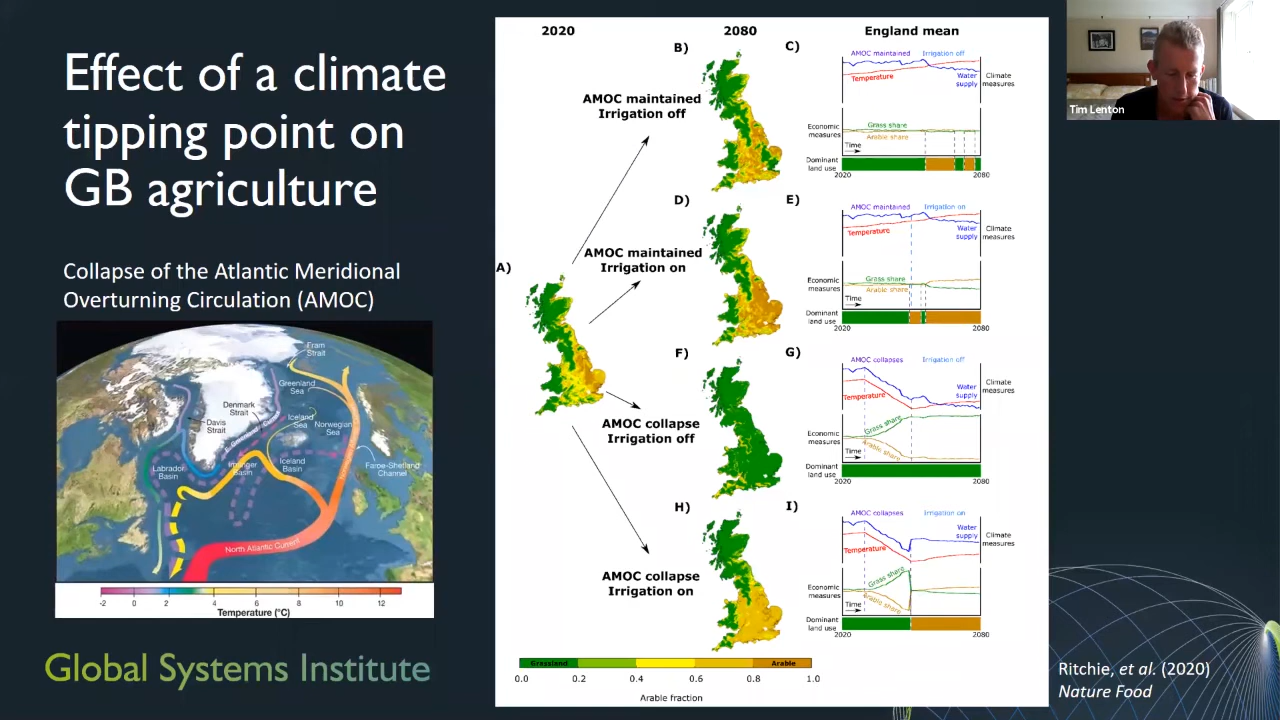 Effect of a climate
tipping point on
GB agricuture
Collapse of the Atlantic Meridional
Overturning Circulation (AMOC)
Fram
Strait
Greenland
Sea
Denmark
Strait
Davis
Strait
Iceland
Sea
Norwegian
Sea
Labrador
Basin
Irminger
Basin
Iceland
Basin
Faroe-Shetland
Channel
North Atlantic Current
-2 0 2 4 6 8 10 12
Temperature (°C)
Global Systems Institute
2020 2080 England mean
A)
AMOC maintained
Irrigation off
B)
C)
AMOC maintained Irrigation off
Temperature
Water
supply
Climate
measures
Economic
measures
Grass share
Arable share
Time
Dominant
land use
2020 2080
AMOC maintained
Irrigation on
D)
E)
AMOC maintained Irrigation on
Temperature
Water
supply
Climate
measures
Economic
measures
Grass share
Arable share
Time
Dominant
land use
2020 2080
AMOC collapse
Irrigation off
F)
G)
AMOC collapses Irrigation off
Temperature
Water
supply
Climate
measures
Economic
measures
Grass share
Arable share
Time
Dominant
land use
2020 2080
AMOC collapse
Irrigation on
H)
I)
AMOC collapses Irrigation on
Temperature
Water
supply
Climate
measures
Economic
measures
Grass share
Arable share
Time
Dominant
land use
2020 2080
Grassland Arable
0.0 0.2 0.4 0.6 0.8 1.0
Arable fraction
Tim Lenton
Ritchie, et al. (2020)
Nature Food